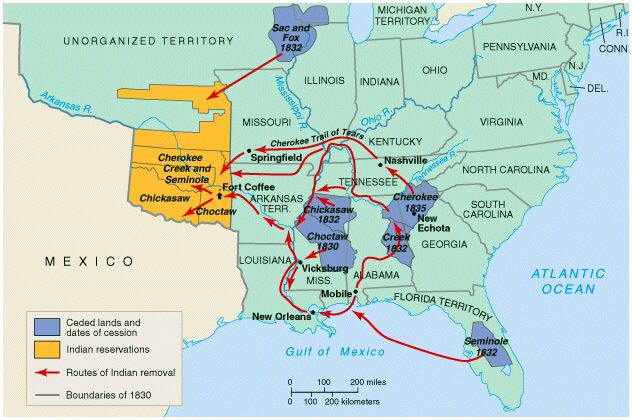 MICHIGAN
TERRITORY
N.Y.
R.I.
CONN
Sac and
Fox
1832
UNORGANIZED TERRITORY
PENNSYLVANIA
N.J.
OHIO
ILLINOIS
INDIANA
MD.
DEL.
Arkansas R.
Mississippi R.
Ohio R.
MISSOURI
VIRGINIA
Cherokee Trail of Tears
KENTUCKY
Springfield
Nashville
Tennessee R.
Cherokee
Creek and
Seminole
NORTH CAROLINA
TENNESSEE
Fort Coffee
Chickasaw
ARKANSAS
TERR.
Cherokee
1835
Choctaw
Chickasaw
1832
SOUTH
CAROLINA
New
Echota
Choctaw
1830
Creek
1832
GEORGIA
MEXICO
LOUISIANA
Vicksburg
MISS.
ALABAMA
ATLANTIC
OCEAN
Mobile
FLORIDA TERRITORY
New Orleans
Seminole
1832
Gulf of Mexico
Ceded lands and
dates of cession
Indian reservations
Routes of Indian removal
Boundaries of 1830
0 100 200 miles
0 100 200 kilometers